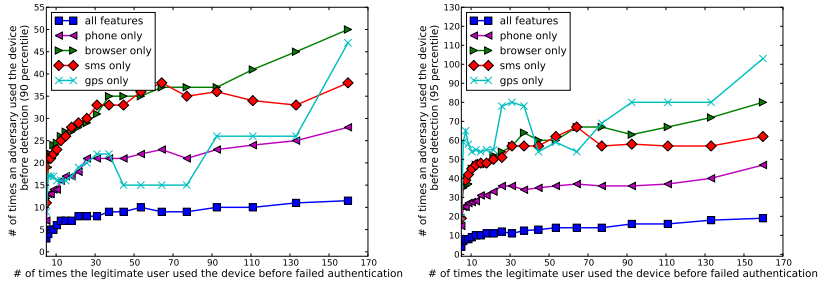 55
50
45
40
35
30
25
20
15
10
5
0
10 30 50 70 90 110 130 150 170
# of times an adversary used the device
before detection (90 percentile)
# of times the legitimate user used the device before failed authentication
all features
phone only
browser only
sms only
gps only
130
120
110
100
90
80
70
60
50
40
30
20
10
0
10 30 50 70 90 110 130 150 170
# of times an adversary used the device
before detection (95 percentile)
# of times the legitimate user used the device before failed authentication
all features
phone only
browser only
sms only
gps only